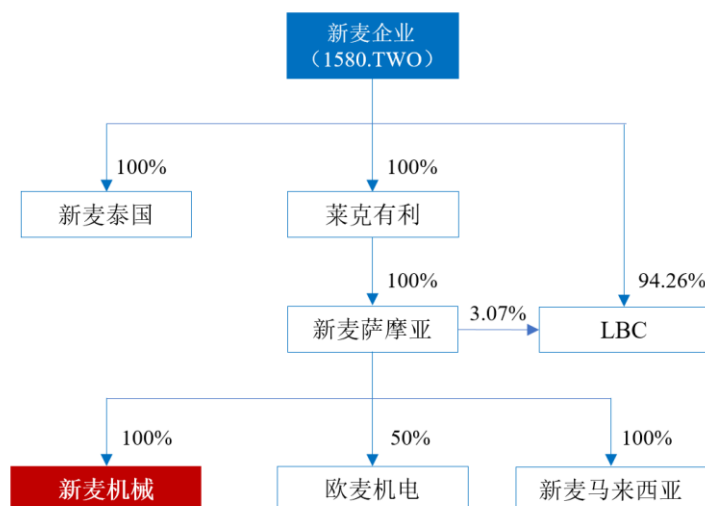 新麦企业
（1580.TWO）
100%
100%
新麦泰国
莱克有利
100%
94.26%
3.07%
新麦萨摩亚
LBC
100%
50%
100%
新麦机械
欧麦机电
新麦马来西亚